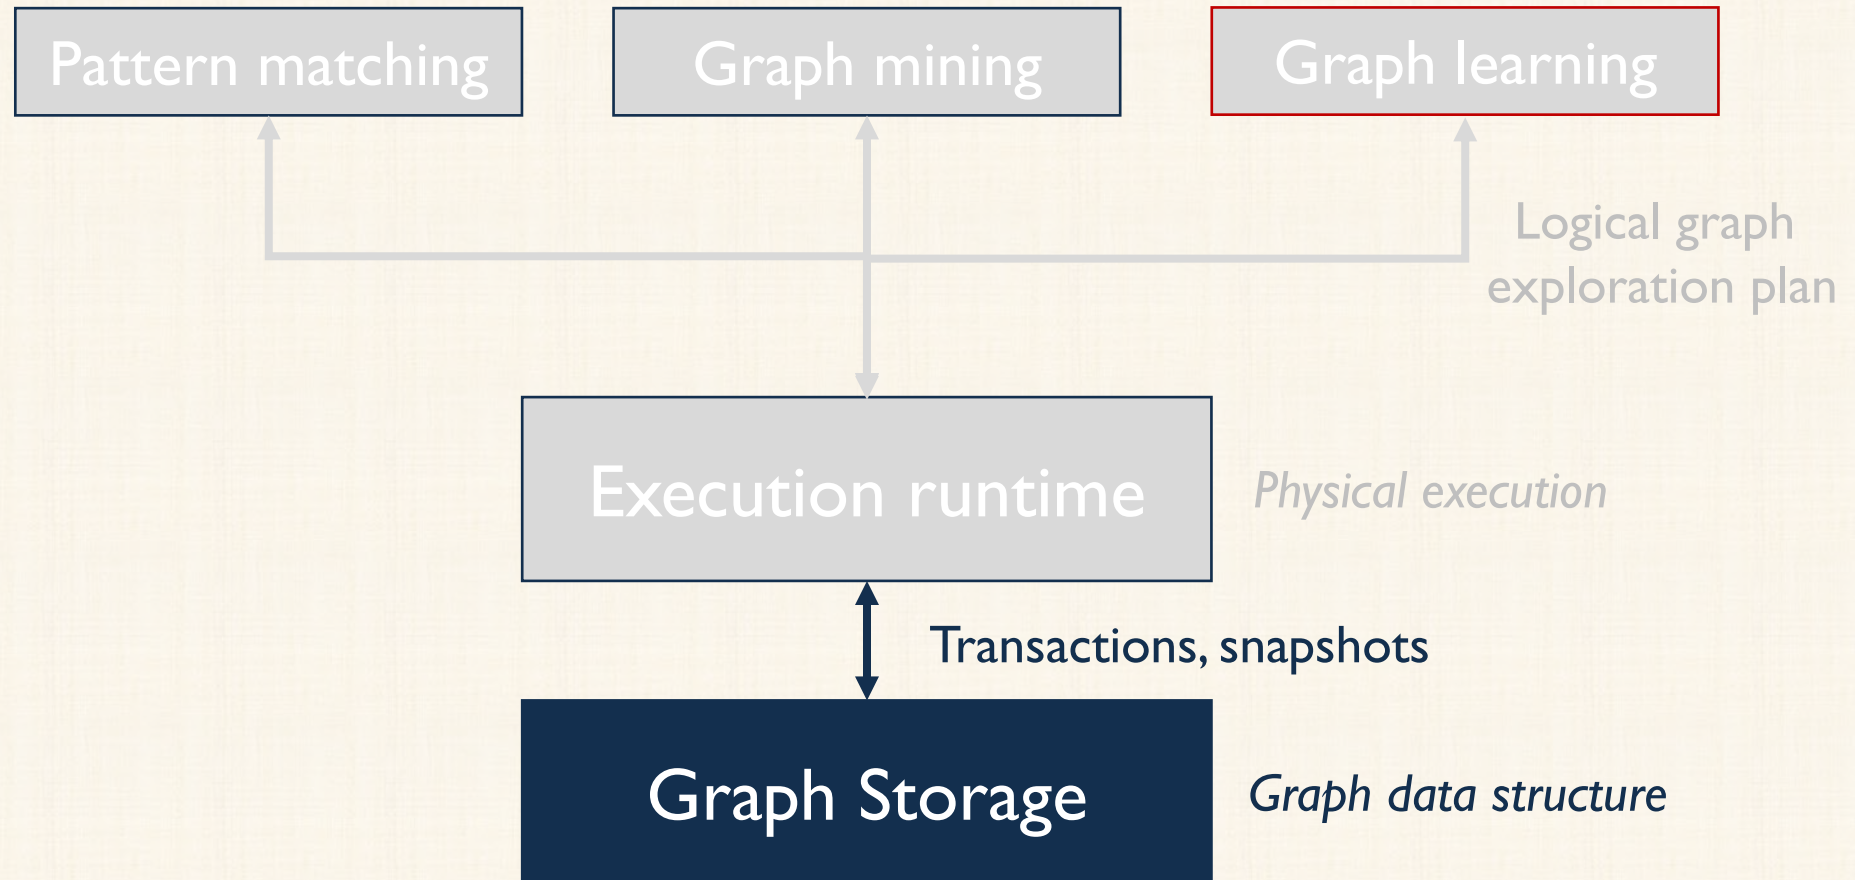 Pattern matching
Graph mining
Graph learning
Logical graph
exploration plan
Execution runtime
Physical execution
Transactions, snapshots
Graph Storage
Graph data structure